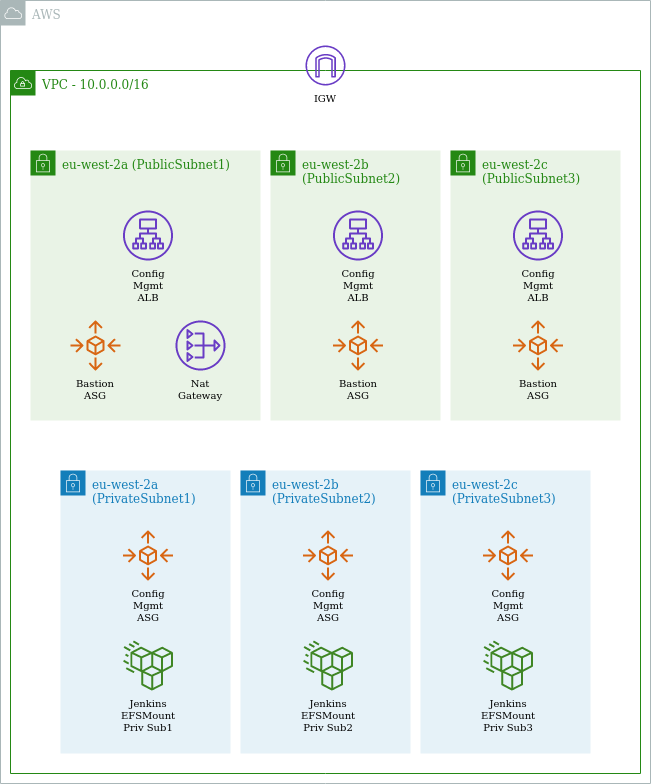 AWS
IGW
VPC - 10.0.0.0/16
eu-west-2a (PublicSubnet1)
Config
Mgmt
ALB
Bastion
ASG
Nat
Gateway
eu-west-2b
(PublicSubnet2)
Config
Mgmt
ALB
Bastion
ASG
eu-west-2c
(PublicSubnet3)
Config
Mgmt
ALB
Bastion
ASG
eu-west-2a
(PrivateSubnet1)
Config
Mgmt
ASG
Jenkins
EFSMount
Priv Sub1
eu-west-2b
(PrivateSubnet2)
Config
Mgmt
ASG
Jenkins
EFSMount
Priv Sub2
eu-west-2c
(PrivateSubnet3)
Config
Mgmt
ASG
Jenkins
EFSMount
Priv Sub3